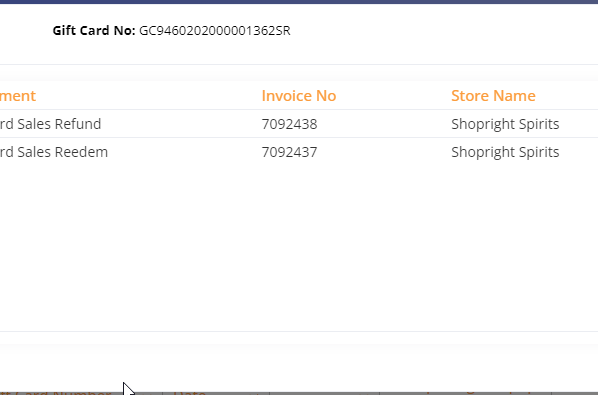 Gift Card No: GC9460202000001362SR
ment Invoice No Store Name
rd Sales Refund 7092438 Shopright Spirits
rd Sales Reedem 7092437 Shopright Spirits